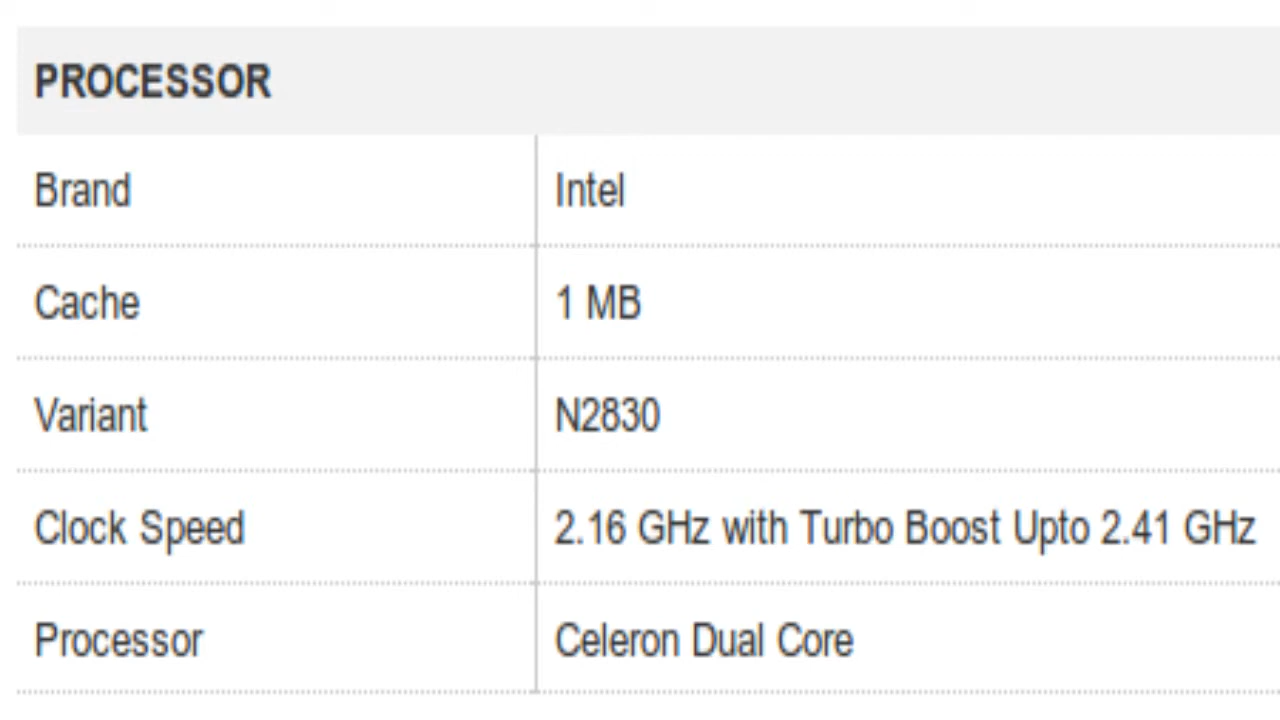 PROCESSOR
Brand Intel
Cache 1 MB
Variant N2830
Clock Speed 2.16 GHz with Turbo Boost Upto 2.41 GHz
Processor Celeron Dual Core